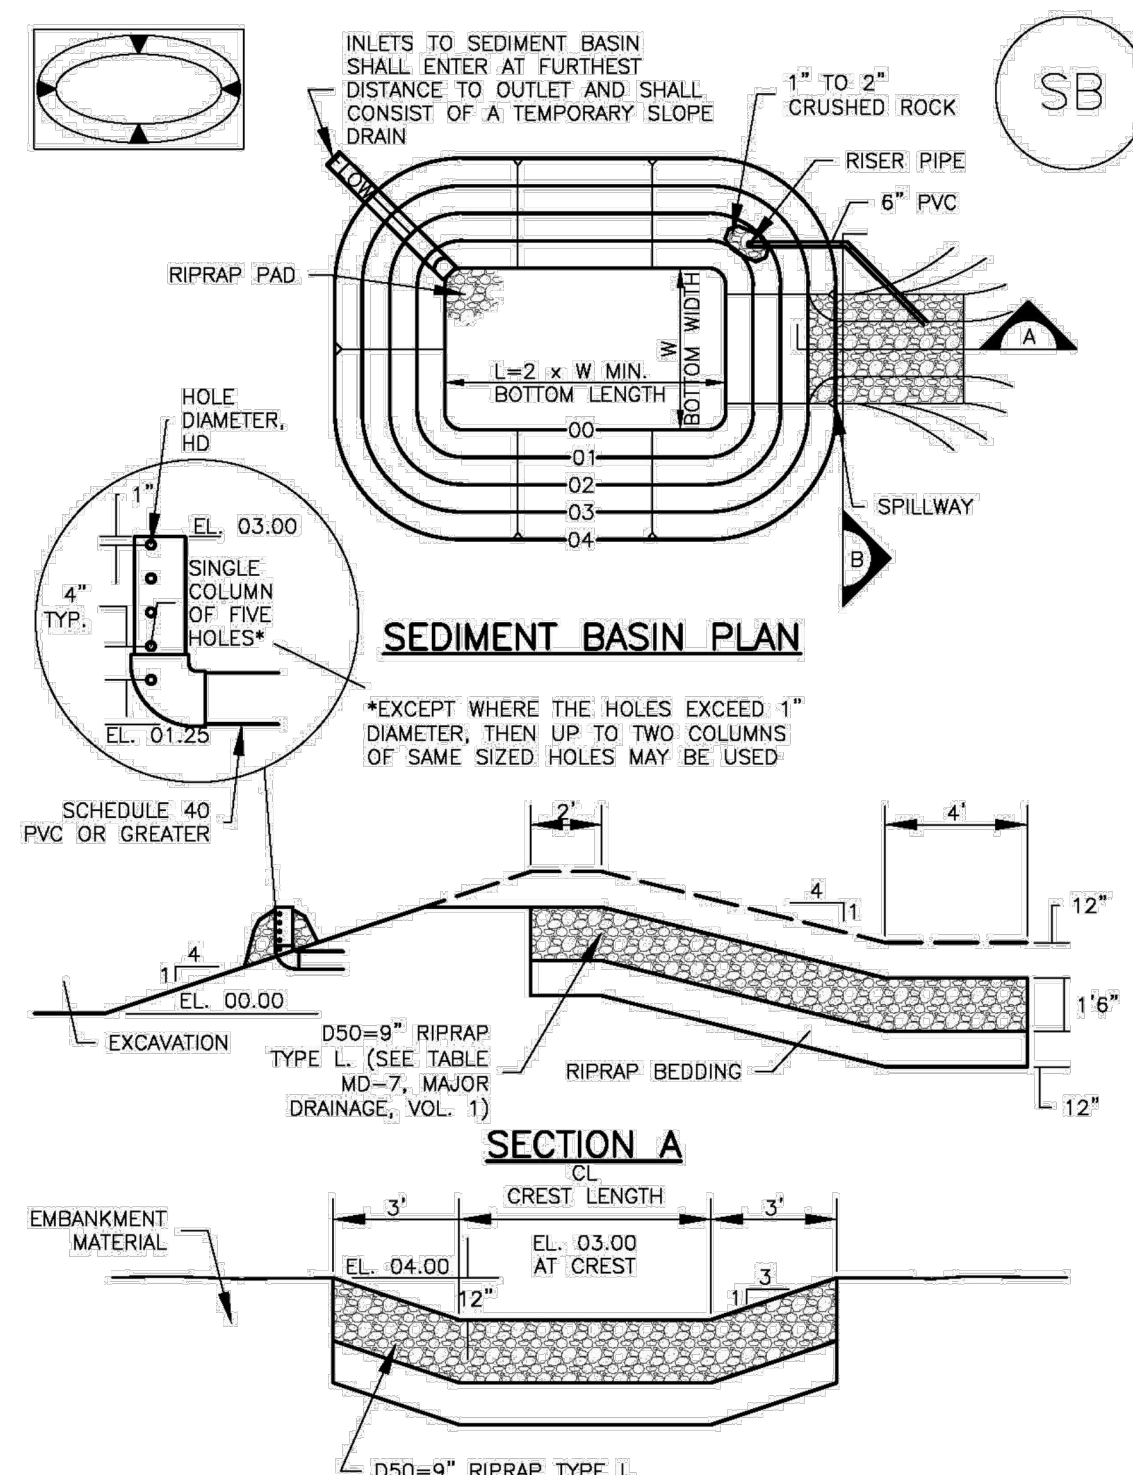 INLETS TO SEDIMENT BASIN
SHALL ENTER AT FURTHEST
DISTANCE TO OUTLET AND SHALL
CONSIST OF A TEMPORARY SLOPE
DRAIN
1" TO 2"
CRUSHED ROCK
SB
RISER PIPE
6" PVC
FLOW
RIPRAP PAD
W
BOTTOM WIDTH
A
L=2 x W MIN.
BOTTOM LENGTH
00
01
02
03
04
SPILLWAY
B
HOLE
DIAMETER,
HD
1"
EL. 03.00
4"
TYP.
SINGLE
COLUMN
OF FIVE
HOLES*
EL. 01.25
SEDIMENT BASIN PLAN
*EXCEPT WHERE THE HOLES EXCEED 1"
DIAMETER, THEN UP TO TWO COLUMNS
OF SAME SIZED HOLES MAY BE USED
SCHEDULE 40
PVC OR GREATER
2'
4'
4
1
12"
4
1
EL. 00.00
1'6"
EXCAVATION
D50=9" RIPRAP
TYPE L. (SEE TABLE
MD-7, MAJOR
DRAINAGE, VOL. 1)
RIPRAP BEDDING
12"
SECTION A
CL
CREST LENGTH
3'
3'
EMBANKMENT
MATERIAL
EL. 04.00
EL. 03.00
AT CREST
12"
3
1
D50=9" RIPRAP TYPE L